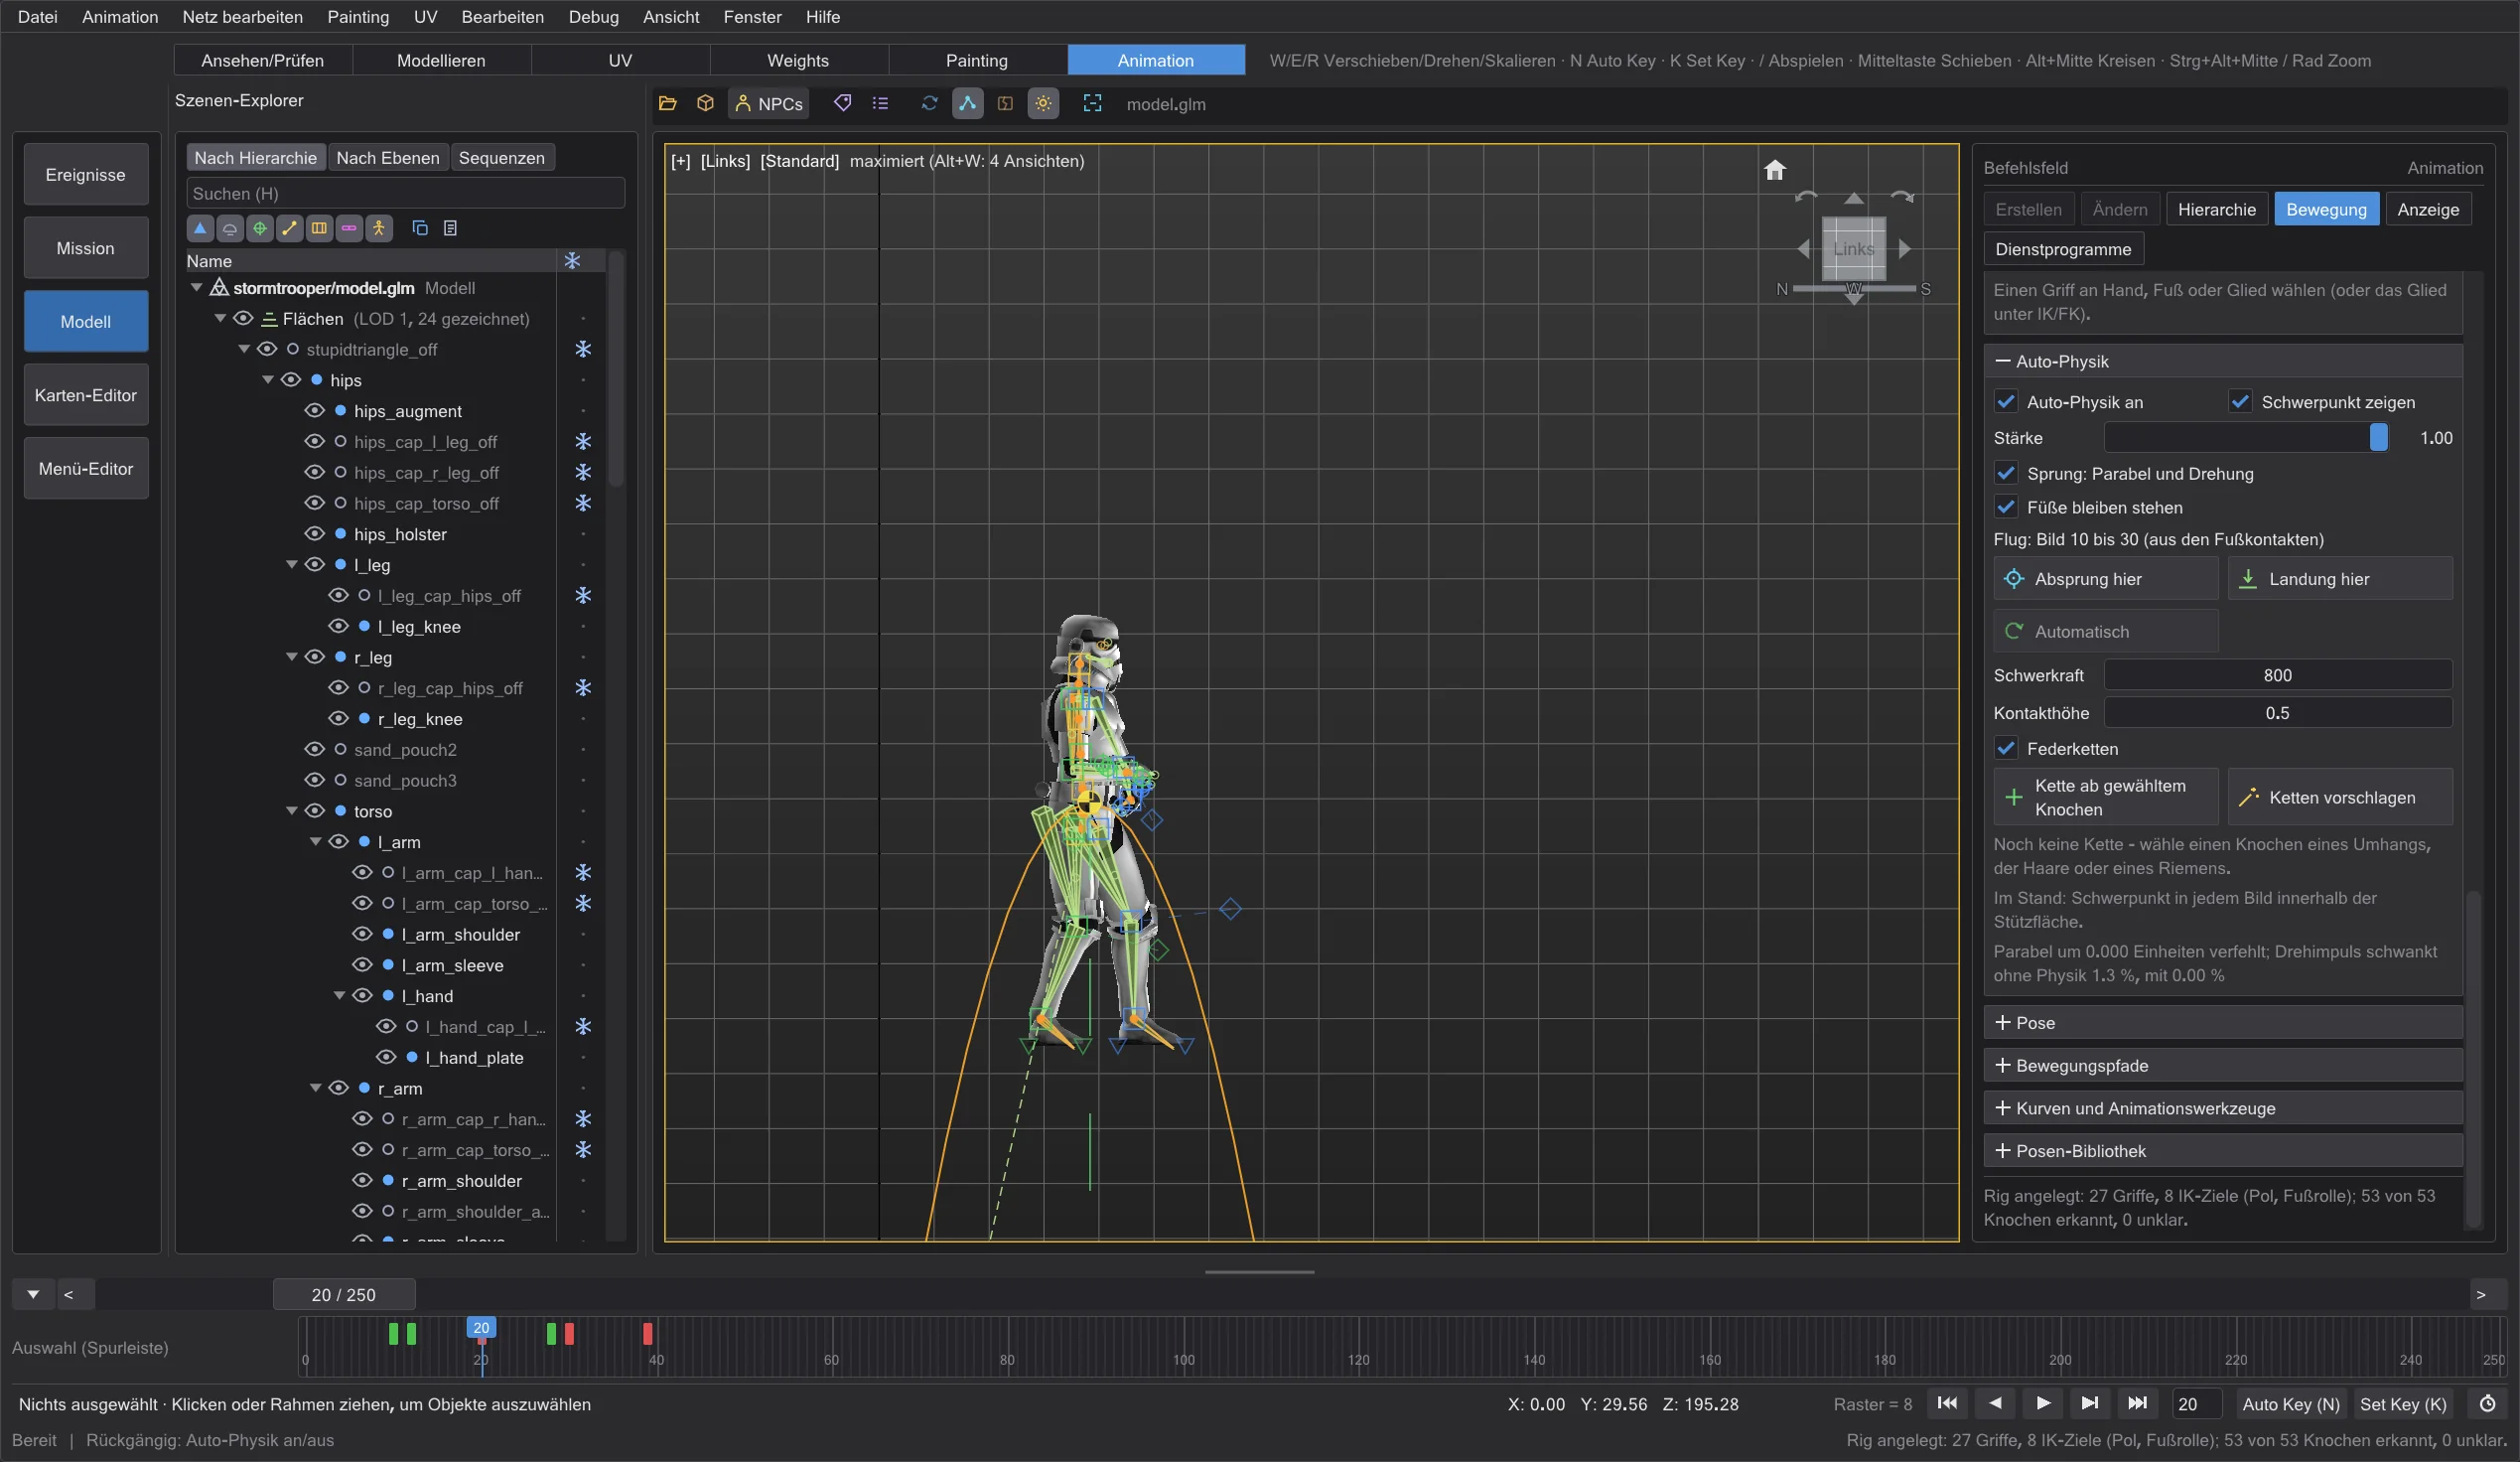 Datei Animation Netz bearbeiten Painting UV Bearbeiten Debug Ansicht Fenster Hilfe
Ansehen/Prüfen Modellieren UV Weights Painting Animation W/E/R Verschieben/Drehen/Skalieren · N Auto Key · K Set Key · / Abspielen · Mitteltaste Schieben · Alt+Mitte Kreisen · Strg+Alt+Mitte / Rad Zoom
Szenen-Explorer
NPCs model.glm
Ereignisse
Mission
Modell
Karten-Editor
Menü-Editor
Nach Hierarchie Nach Ebenen Sequenzen
Suchen (H)
Name
stormtrooper/model.glm Modell
Flächen (LOD 1, 24 gezeichnet)
stupidtriangle_off
hips
hips_augment
hips_cap_l_leg_off
hips_cap_r_leg_off
hips_cap_torso_off
hips_holster
l_leg
l_leg_cap_hips_off
l_leg_knee
r_leg
r_leg_cap_hips_off
r_leg_knee
sand_pouch2
sand_pouch3
torso
l_arm
l_arm_cap_l_han...
l_arm_cap_torso_...
l_arm_shoulder
l_arm_sleeve
l_hand
l_hand_cap_l_...
l_hand_plate
r_arm
r_arm_cap_r_han...
r_arm_cap_torso_...
r_arm_shoulder
r_arm_shoulder_a...
[+] [Links] [Standard] maximiert (Alt+W: 4 Ansichten)
Links
N W S
Befehlsfeld Animation
Erstellen Ändern Hierarchie Bewegung Anzeige
Dienstprogramme
Einen Griff an Hand, Fuß oder Glied wählen (oder das Glied
unter IK/FK).
Auto-Physik
Auto-Physik an Schwerpunkt zeigen
Stärke 1.00
Sprung: Parabel und Drehung
Füße bleiben stehen
Flug: Bild 10 bis 30 (aus den Fußkontakten)
Absprung hier Landung hier
Automatisch
Schwerkraft 800
Kontakthöhe 0.5
Federketten
Kette ab gewähltem
Knochen
Ketten vorschlagen
Noch keine Kette - wähle einen Knochen eines Umhangs,
der Haare oder eines Riemens.
Im Stand: Schwerpunkt in jedem Bild innerhalb der
Stützfläche.
Parabel um 0.000 Einheiten verfehlt; Drehimpuls schwankt
ohne Physik 1.3 %, mit 0.00 %
+ Pose
+ Bewegungspfade
+ Kurven und Animationswerkzeuge
+ Posen-Bibliothek
Rig angelegt: 27 Griffe, 8 IK-Ziele (Pol, Fußrolle); 53 von 53
Knochen erkannt, 0 unklar.
< 20 / 250 >
Auswahl (Spurleiste)
20
0 20 40 60 80 100 120 140 160 180 200 220 240 250
Nichts ausgewählt · Klicken oder Rahmen ziehen, um Objekte auszuwählen X: 0.00 Y: 29.56 Z: 195.28 Raster = 8 20 Auto Key (N) Set Key (K)
Bereit | Rückgängig: Auto-Physik an/aus Rig angelegt: 27 Griffe, 8 IK-Ziele (Pol, Fußrolle); 53 von 53 Knochen erkannt, 0 unklar.